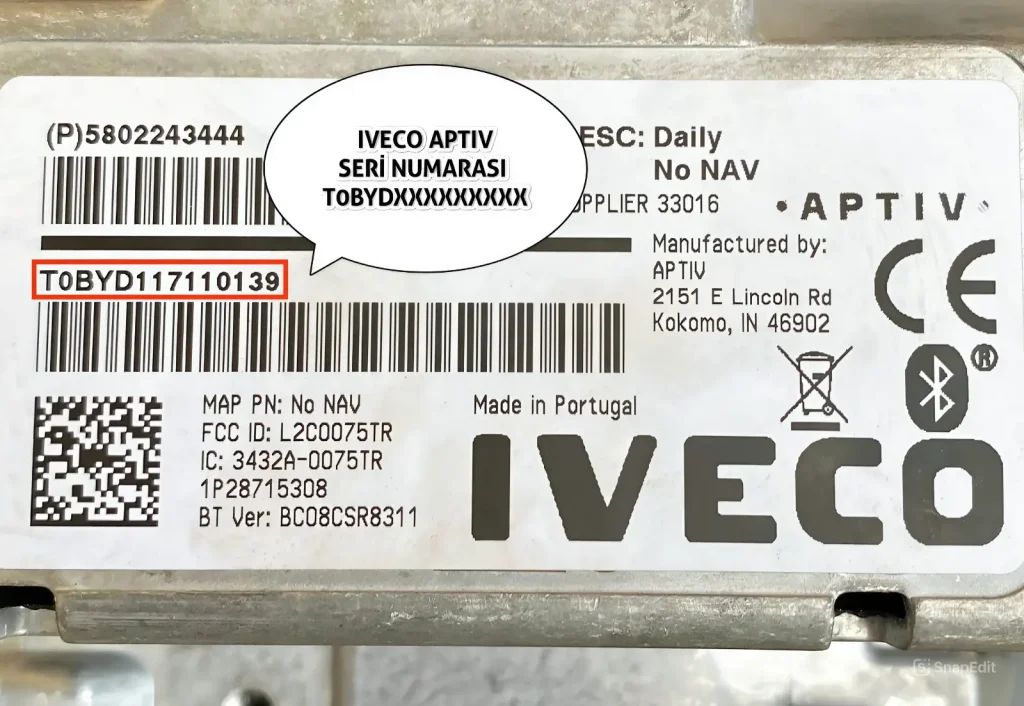 (P)5802243444
IVECO APTIV
SERİ NUMARASI
T0BYDXXXXXXXXXX
ESC: Daily
No NAV
UPPLIER 33016
• A P T I V •
Manufactured by:
APTIV
2151 E Lincoln Rd
Kokomo, IN 46902
T0BYD117110139
CE
MAP PN: No NAV
FCC ID: L2C0075TR
IC: 3432A-0075TR
1P28715308
BT Ver: BC08CSR8311
Made in Portugal
®
IVECO
SnapEdit